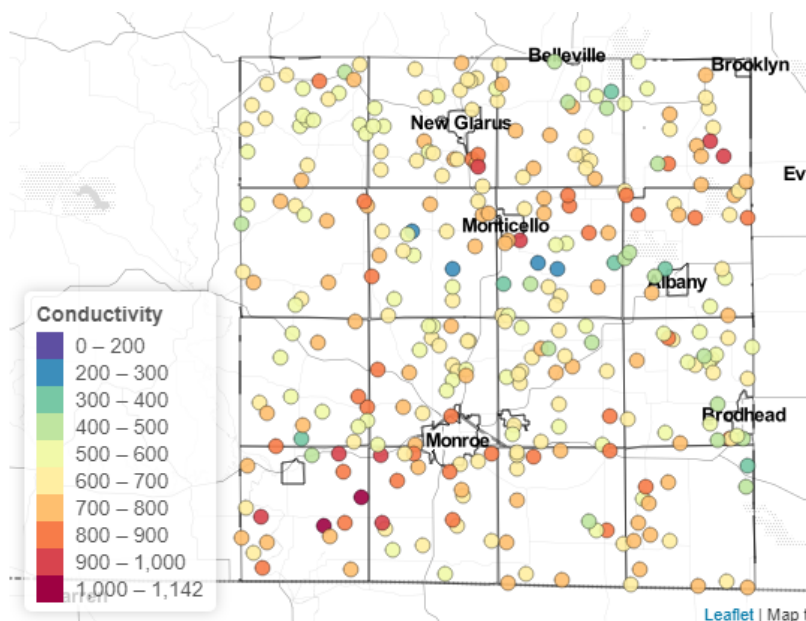 Belleville
Brooklyn
New Glarus
Ev
Monticello
Albany
Conductivity
0 – 200
200 – 300
300 – 400
400 – 500
500 – 600
600 – 700
700 – 800
800 – 900
900 – 1,000
1,000 – 1,142
Brodhead
Monroe
Leaflet | Map